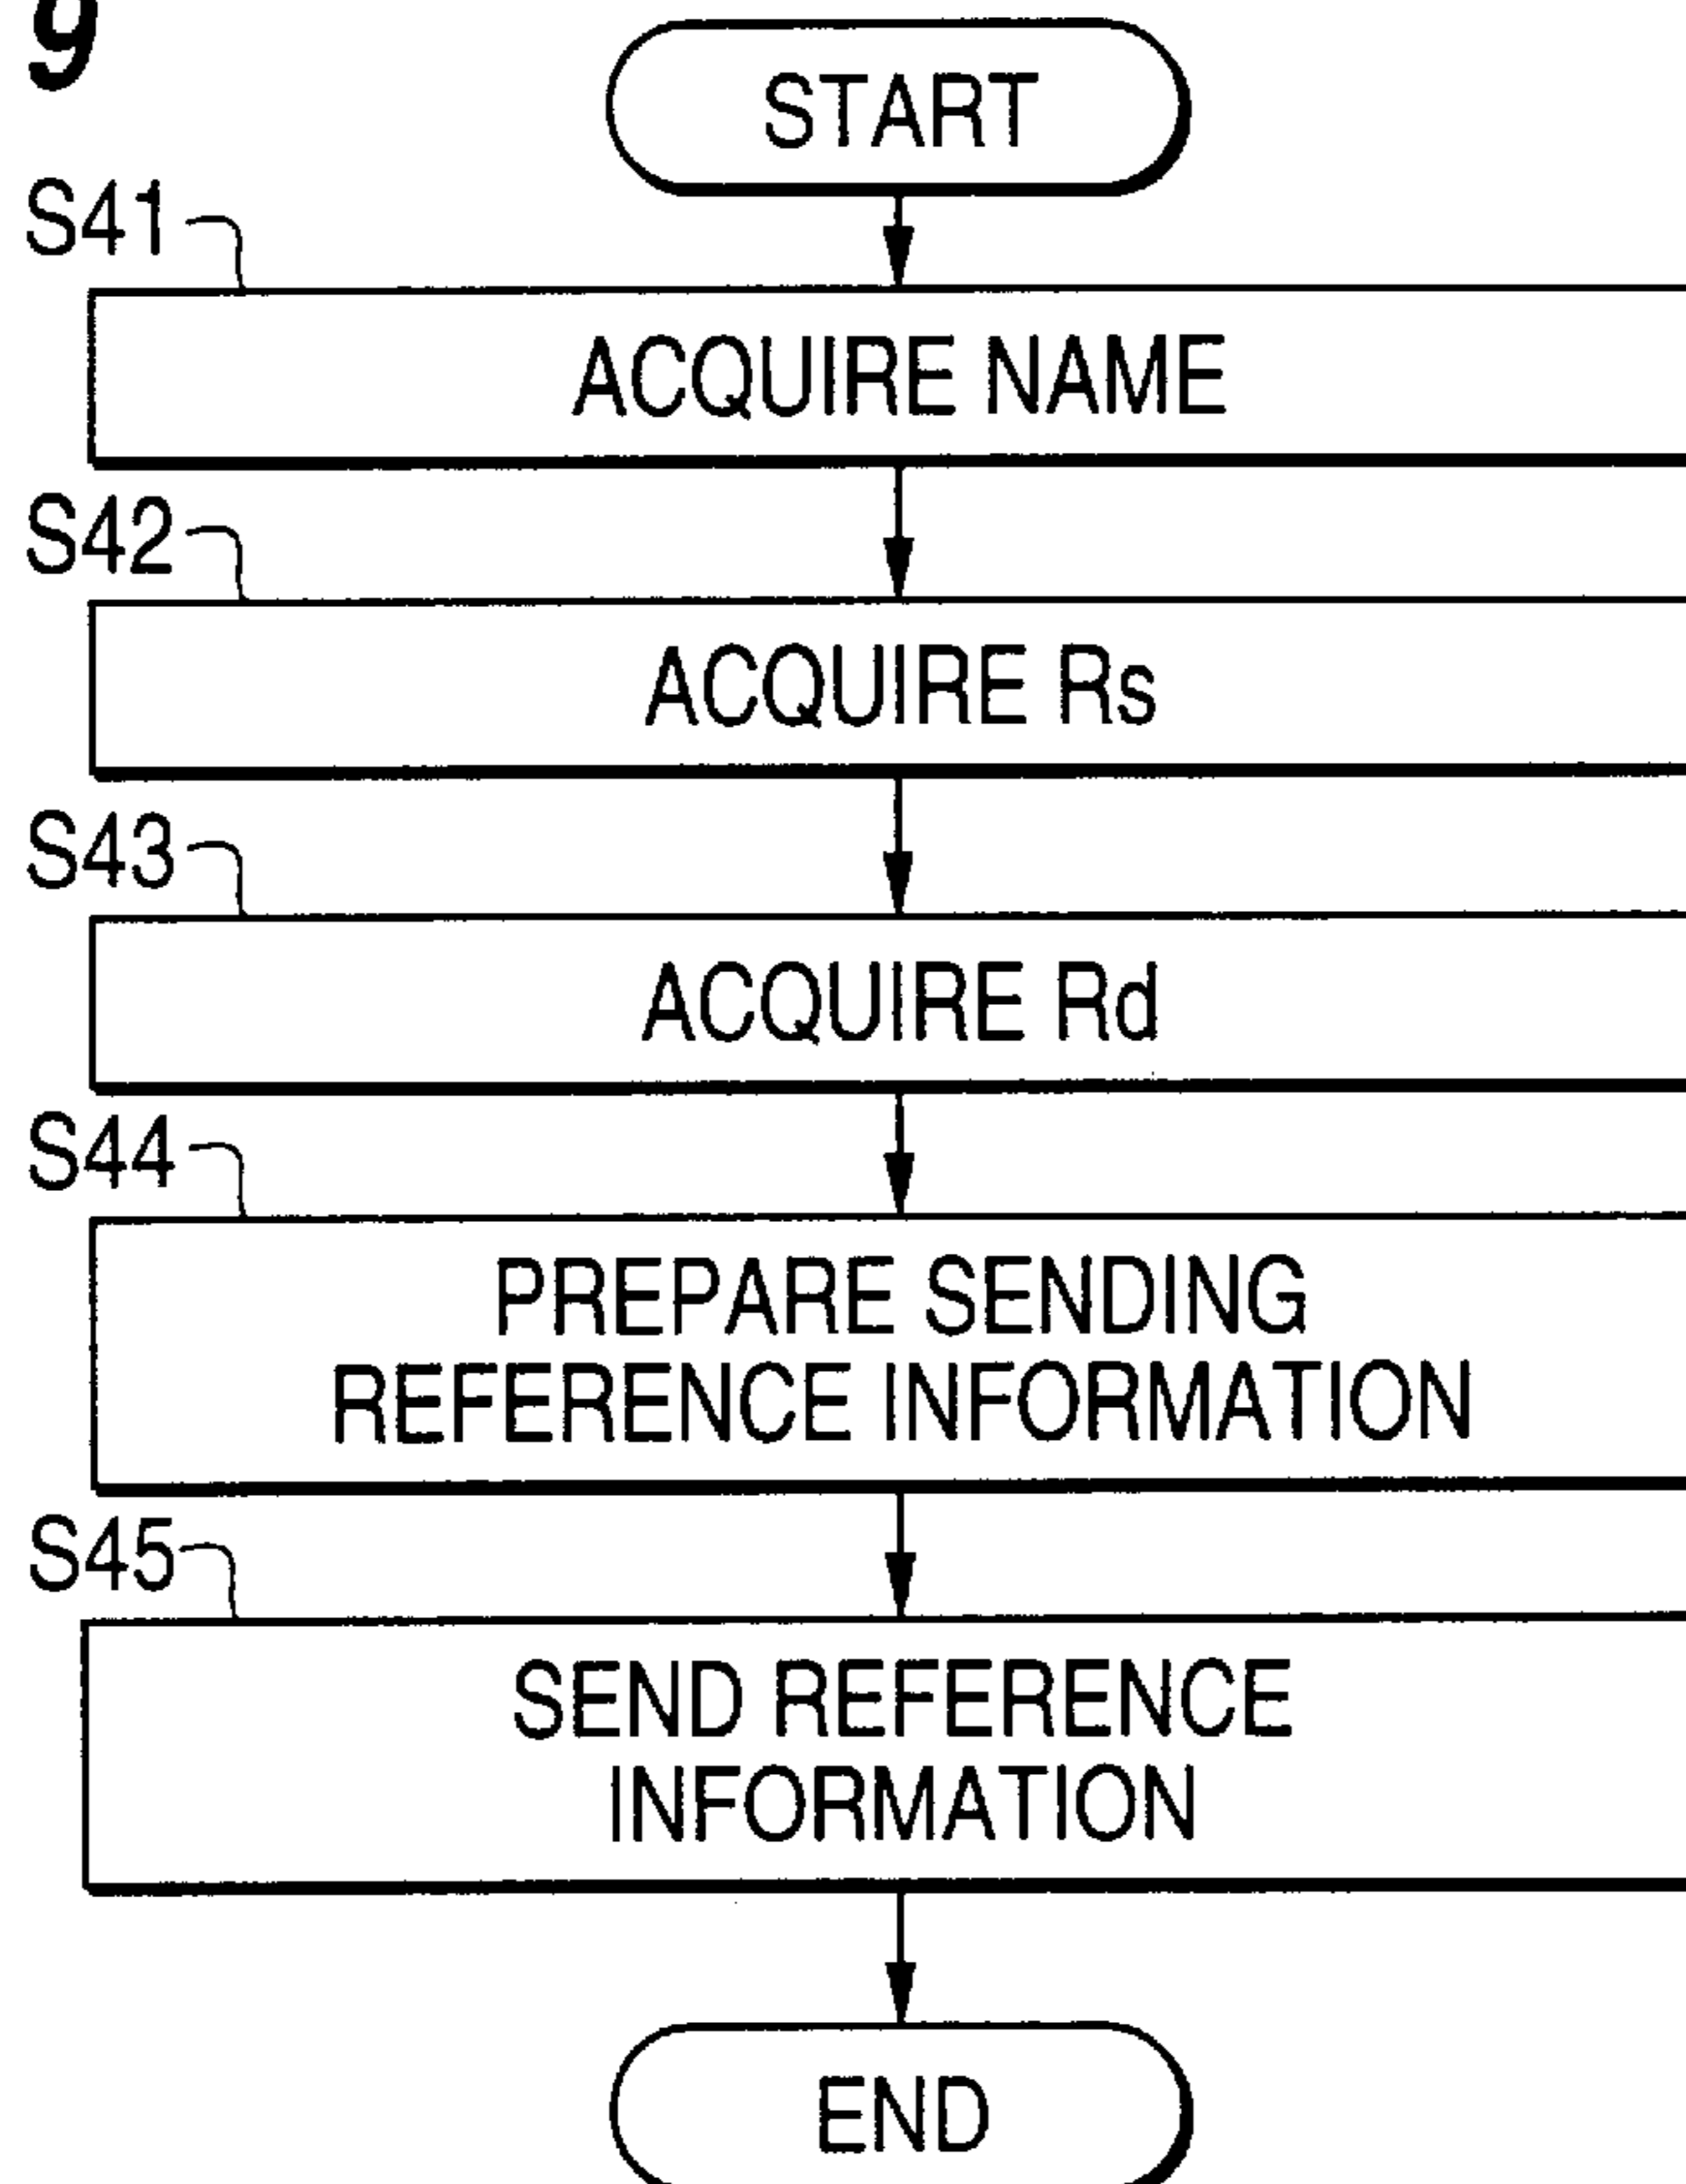 9
START
S41
ACQUIRE NAME
S42
ACQUIRE Rs
S43
ACQUIRE Rd
S44
PREPARE SENDING
REFERENCE INFORMATION
S45
SEND REFERENCE
INFORMATION
END